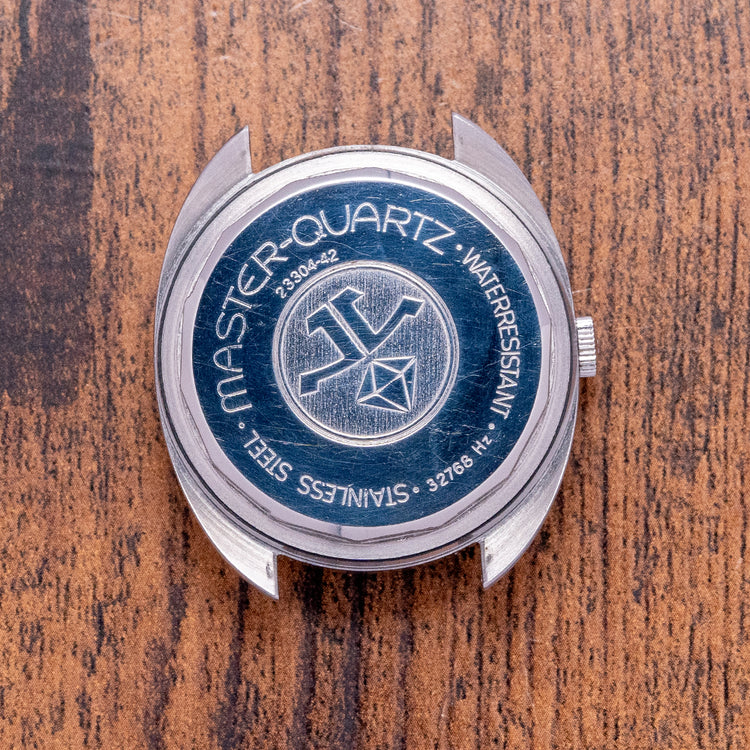 MASTER-QUARTZ · WATERRESISTANT · 32768 Hz · STAINLESS STEEL ·
23304-42